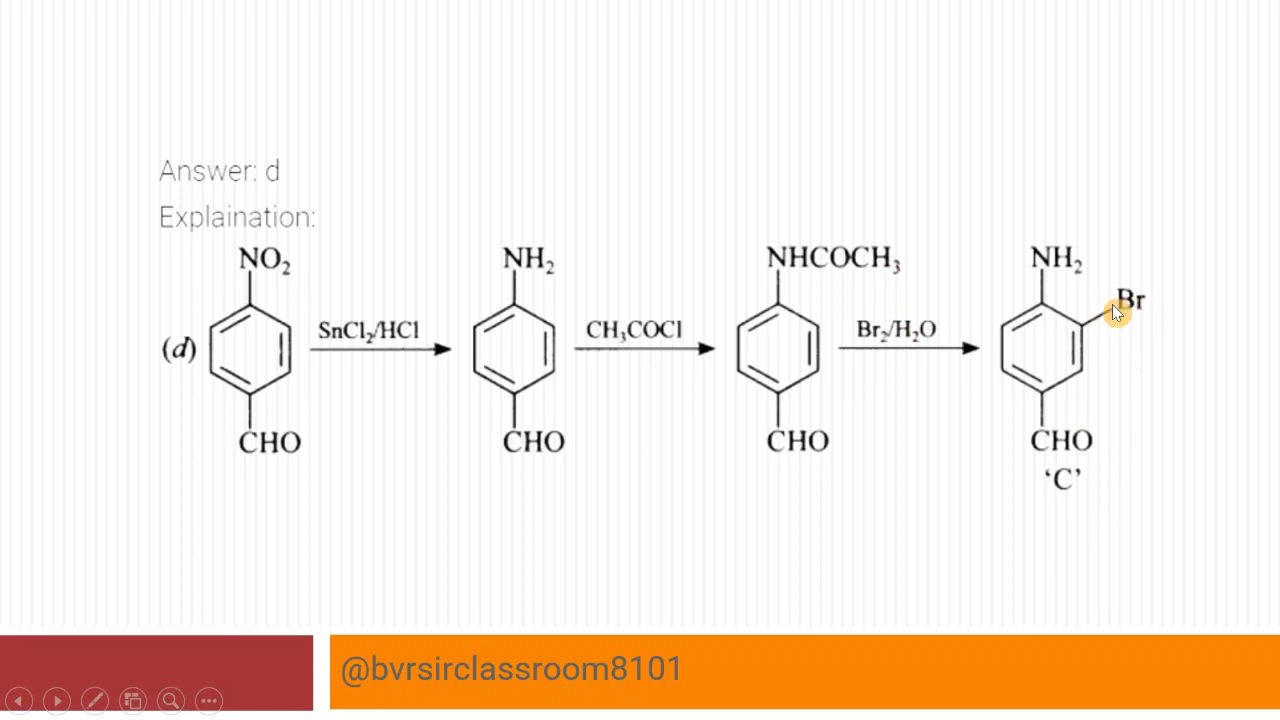 Answer: d
Explaination:
NO₂ NH₂ NHCOCH₃ NH₂
Br
(d) SnCl₂/HCl CH₃COCl Br₂/H₂O
CHO CHO CHO CHO
‘C’
@bvrsirclassroom8101